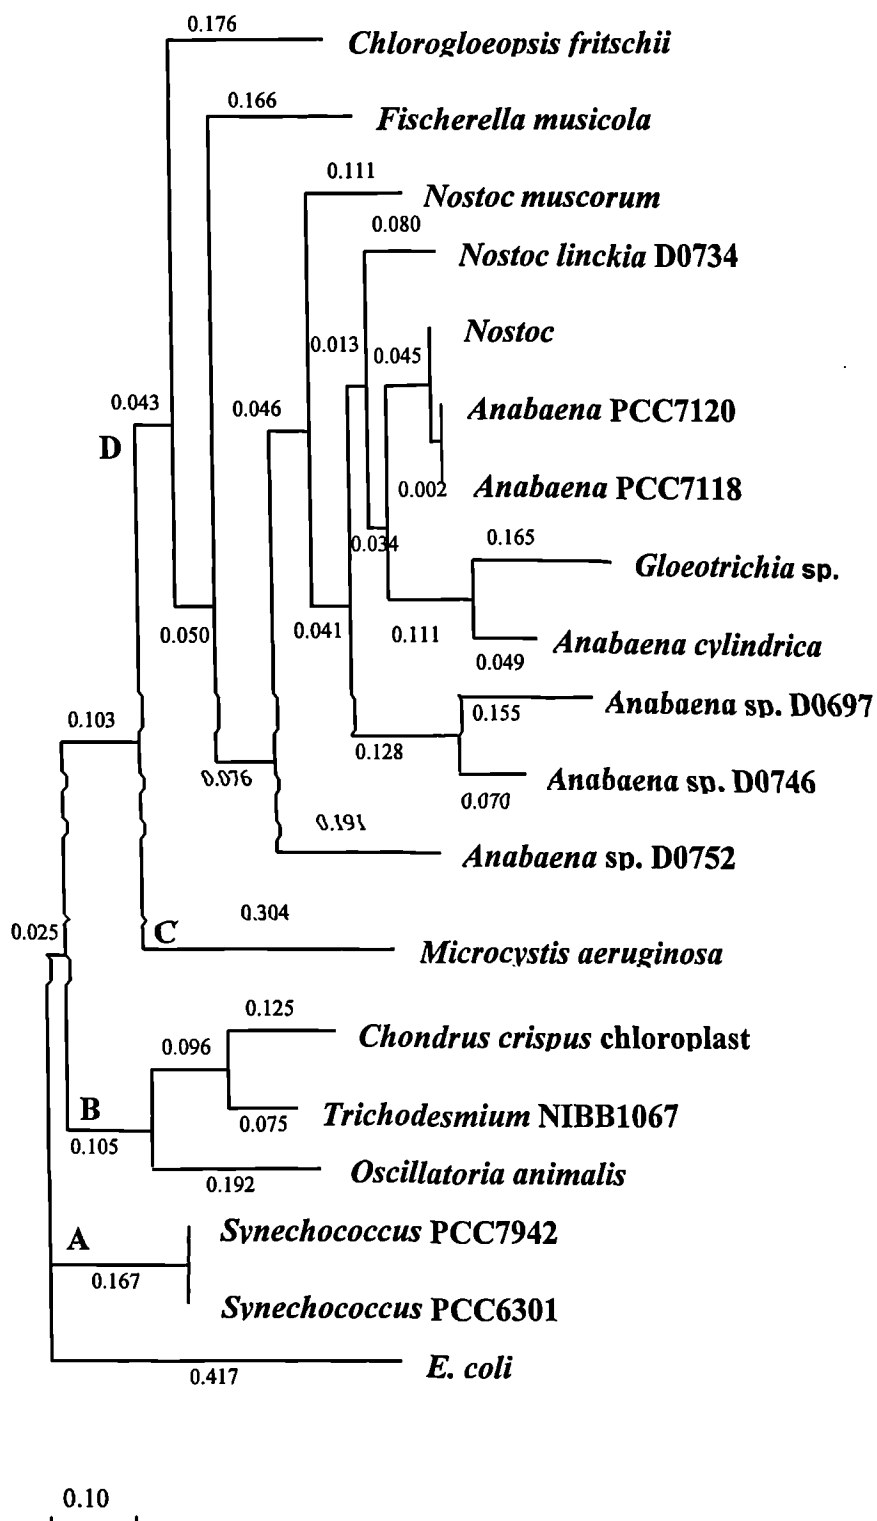 0.176
Chlorogloeopsis fritschii
0.166
Fischerella musicola
0.111
Nostoc muscorum
0.080
Nostoc linckia D0734
Nostoc
0.013
0.045
0.043
0.046
Anabaena PCC7120
D
0.002
Anabaena PCC7118
0.034
0.165
Gloeotrichia sp.
0.050
0.041
0.111
Anabaena cylindrica
0.049
Anabaena sp. D0697
0.155
0.103
0.128
0.076
Anabaena sp. D0746
0.070
0.191
Anabaena sp. D0752
0.304
0.025
C
Microcystis aeruginosa
0.125
Chondrus crispus chloroplast
0.096
B
0.075
Trichodesmium NIBB1067
0.105
Oscillatoria animalis
0.192
Synechococcus PCC7942
A
0.167
Synechococcus PCC6301
E. coli
0.417
0.10